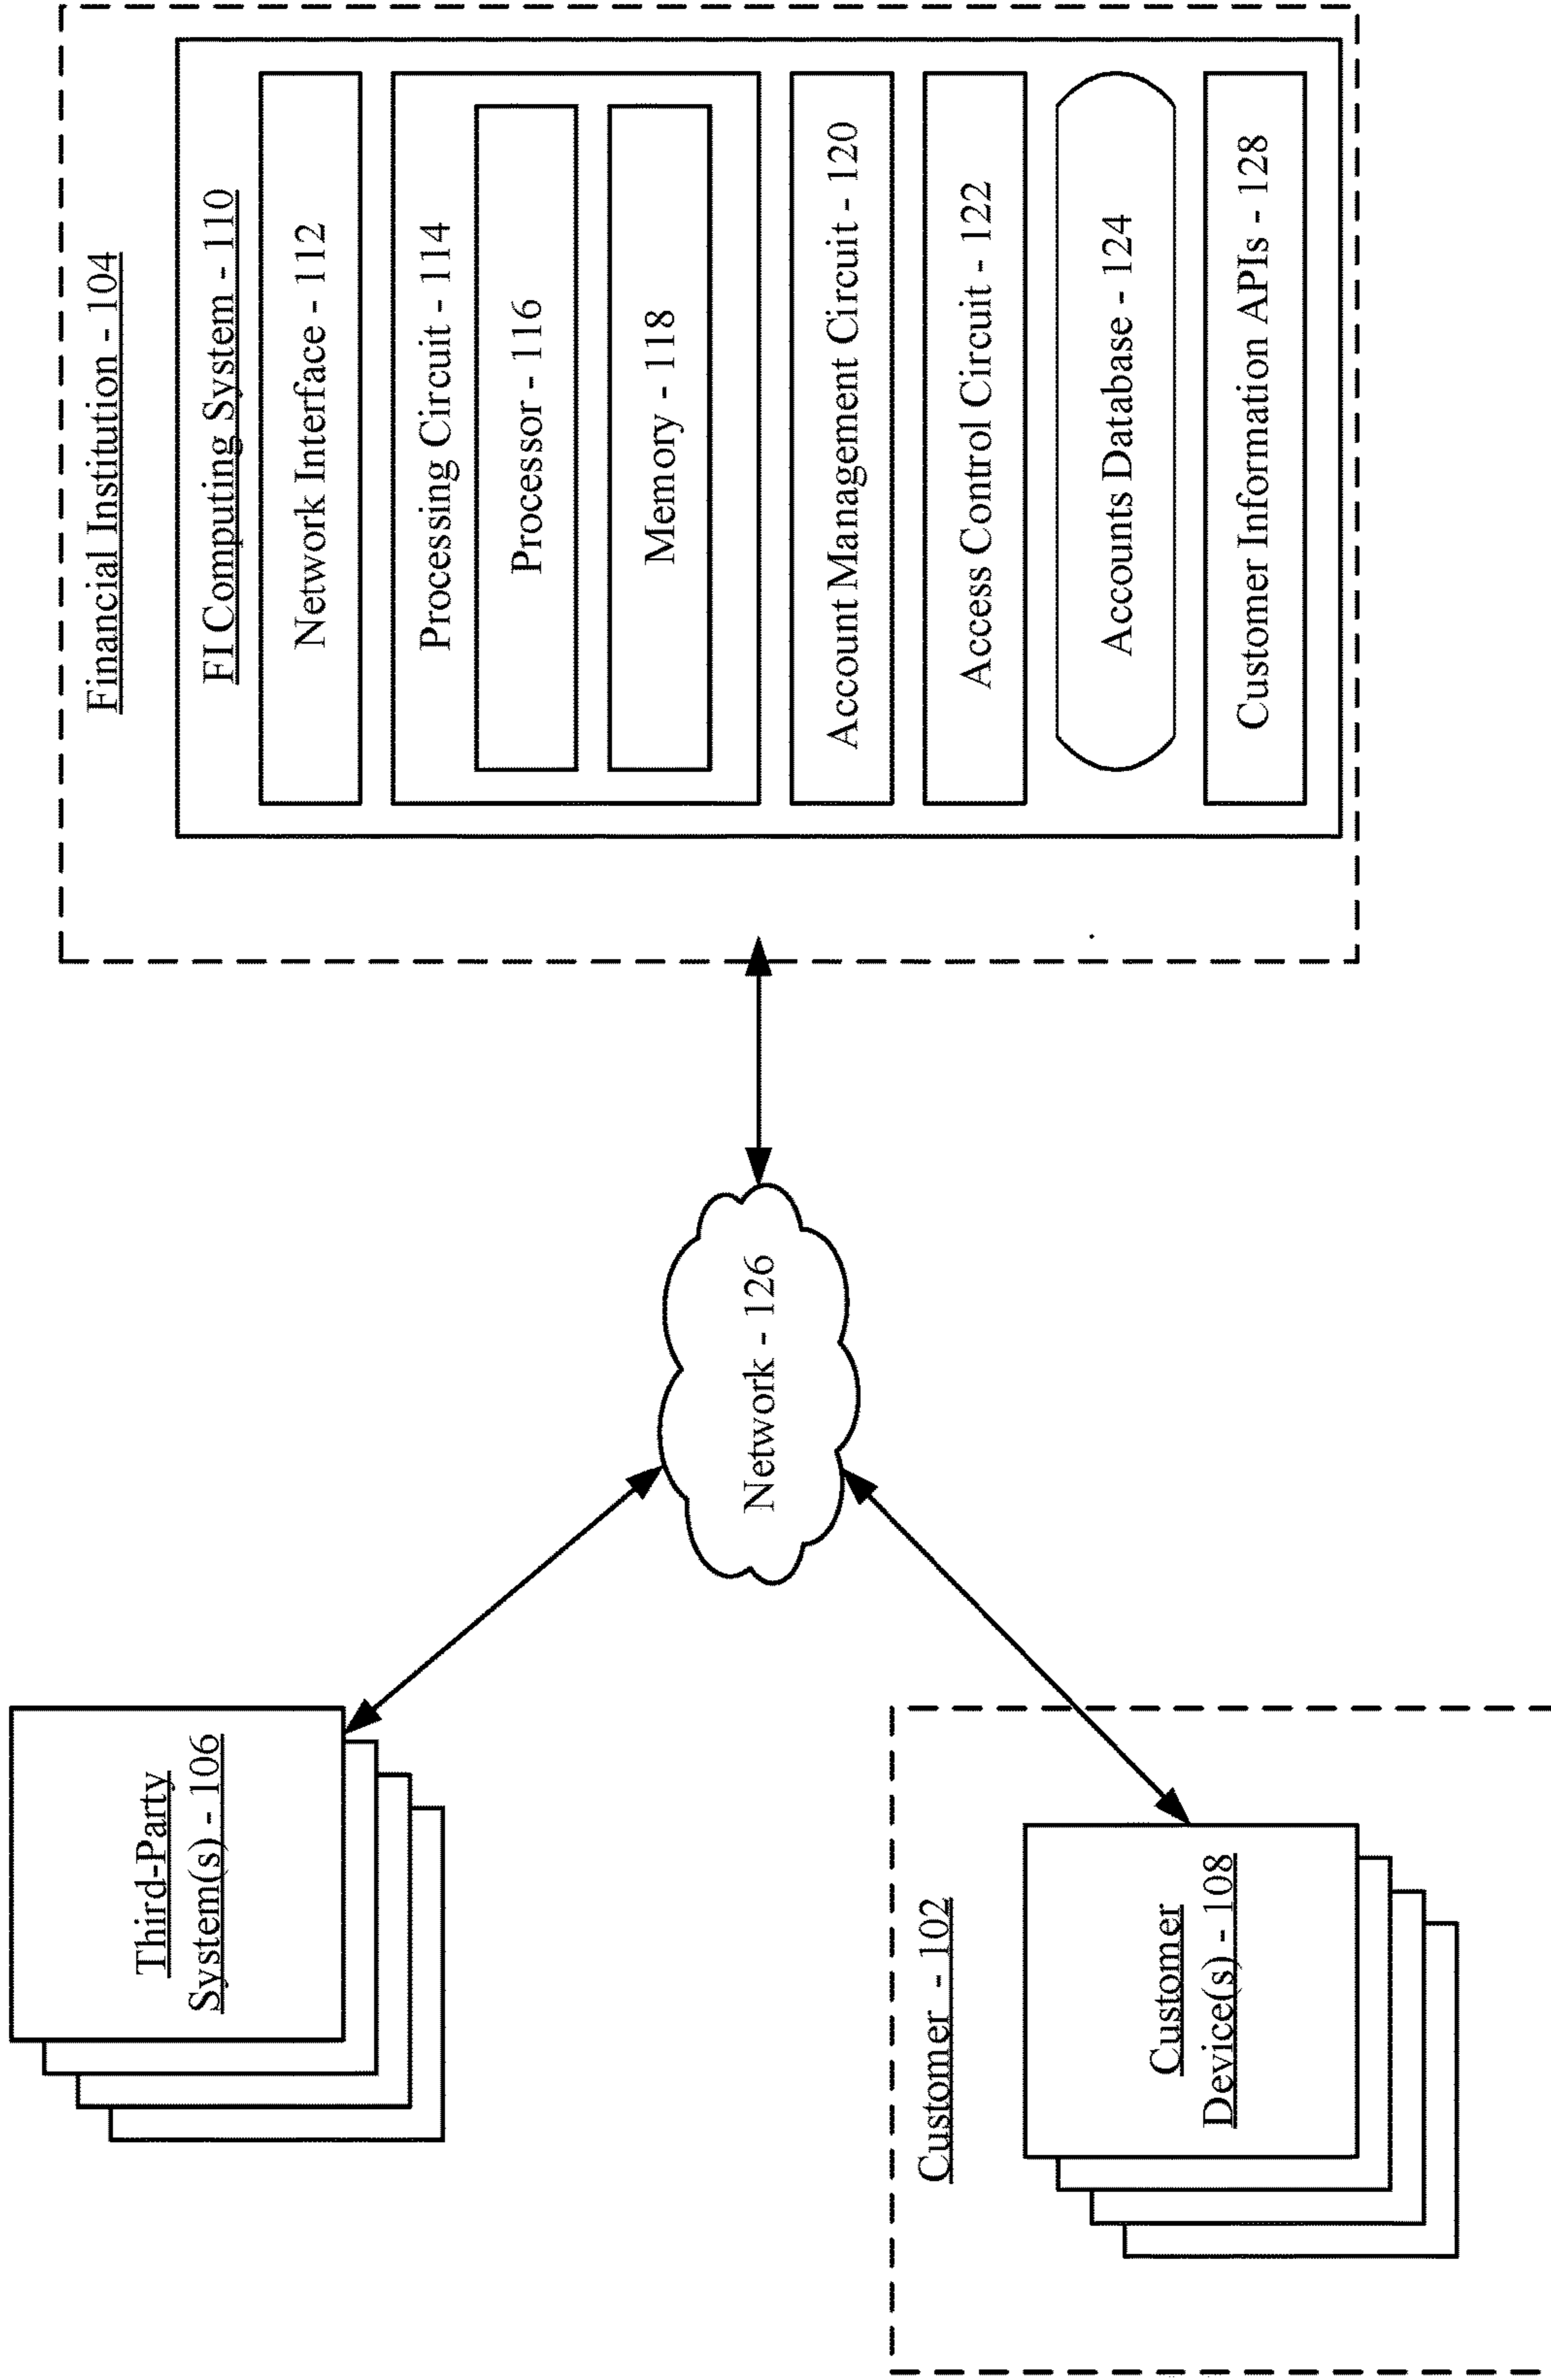 Third-Party
System(s) - 106
Customer - 102
Customer
Device(s) - 108
Network - 126
Financial Institution - 104
FI Computing System - 110
Network Interface - 112
Processing Circuit - 114
Processor - 116
Memory - 118
Account Management Circuit - 120
Access Control Circuit - 122
Accounts Database - 124
Customer Information APIs - 128